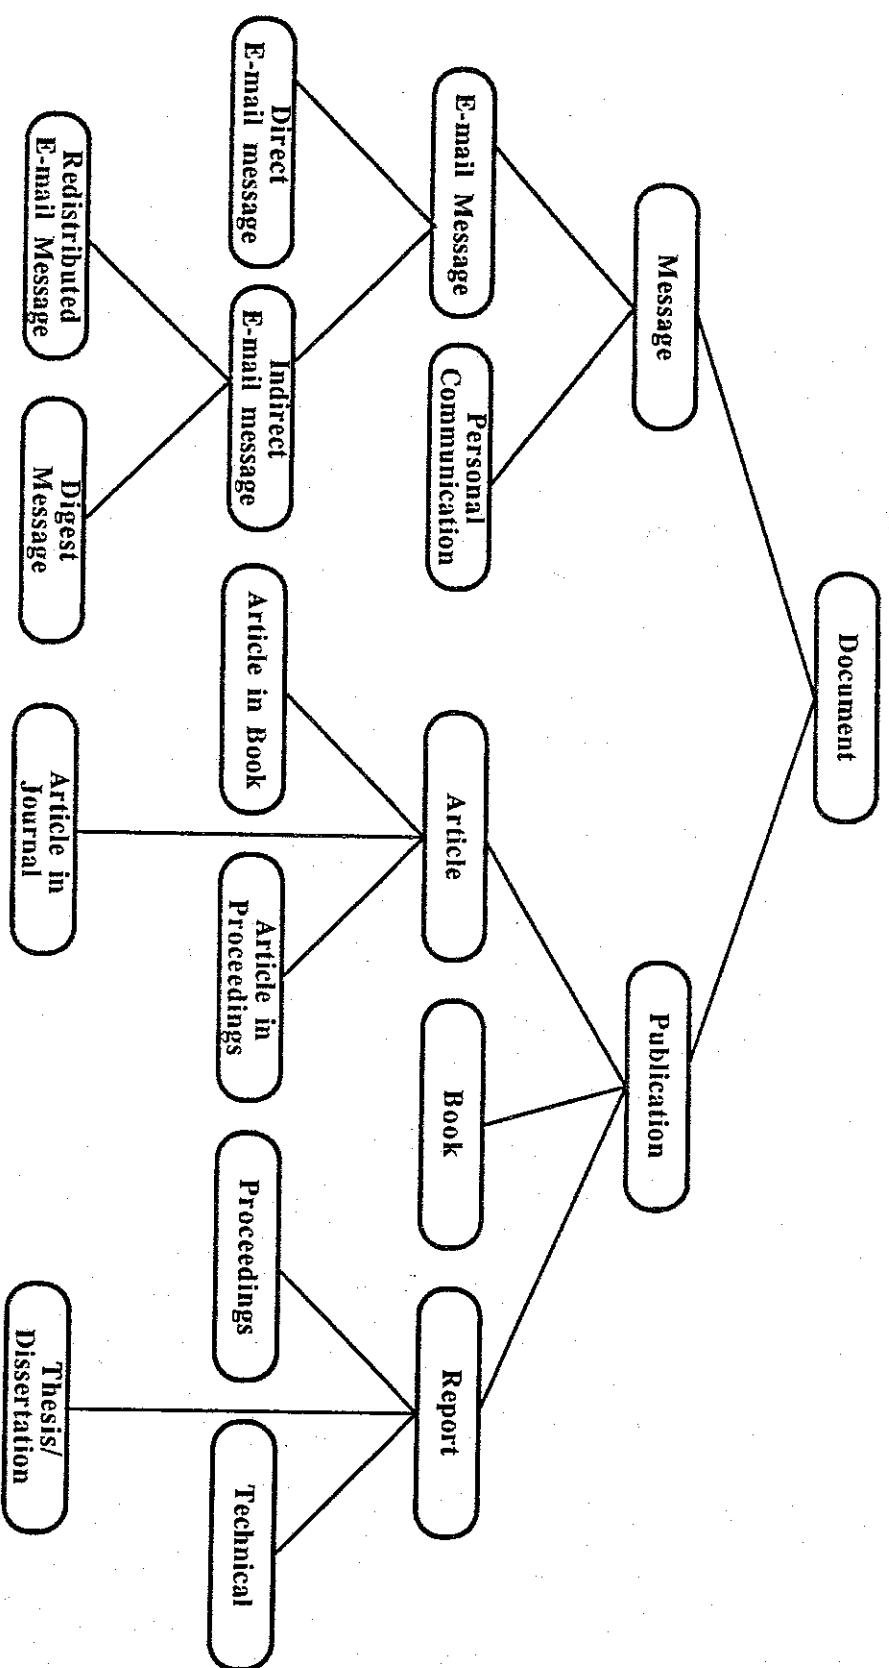 Document
Message
Publication
E-mail Message
Personal
Communication
Article
Book
Report
Direct
E-mail message
Indirect
E-mail message
Article in Book
Article in
Proceedings
Proceedings
Technical
Redistributed
E-mail Message
Digest
Message
Article in
Journal
Thesis/
Dissertation